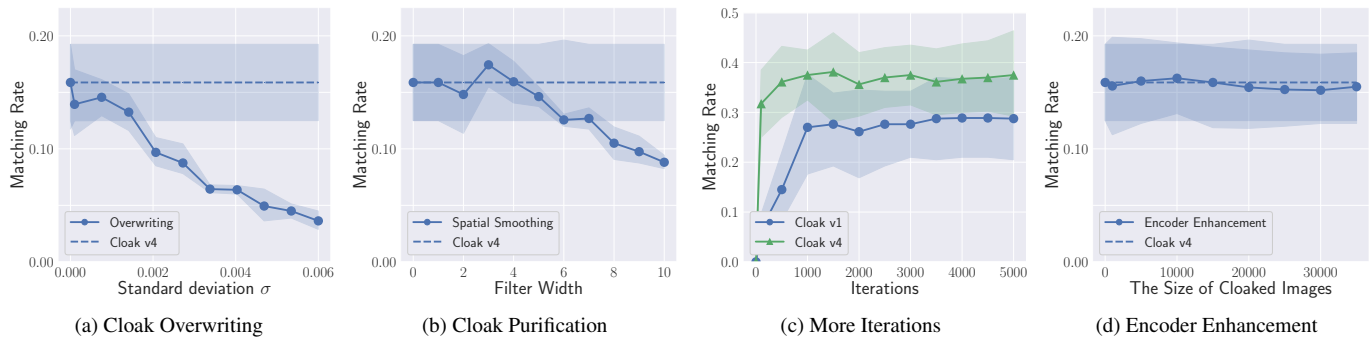 Matching Rate
0.20
0.10
0.00
0.000
0.002
0.004
0.006
Overwriting
Cloak v4
Standard deviation σ
(a) Cloak Overwriting
Matching Rate
0.20
0.10
0.00
0
2
4
6
8
10
Spatial Smoothing
Cloak v4
Filter Width
(b) Cloak Purification
Matching Rate
0.5
0.4
0.3
0.2
0.1
0.0
0
1000
2000
3000
4000
5000
Cloak v1
Cloak v4
Iterations
(c) More Iterations
Matching Rate
0.20
0.10
0.00
0
10000
20000
30000
Encoder Enhancement
Cloak v4
The Size of Cloaked Images
(d) Encoder Enhancement